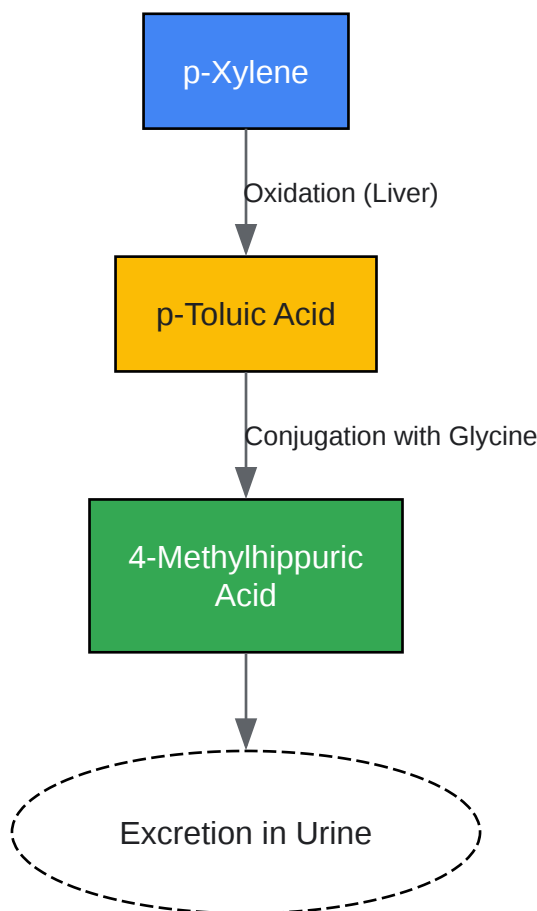 p-Xylene
Oxidation (Liver)
p-Toluic Acid
Conjugation with Glycine
4-Methylhippuric
Acid
Excretion in Urine